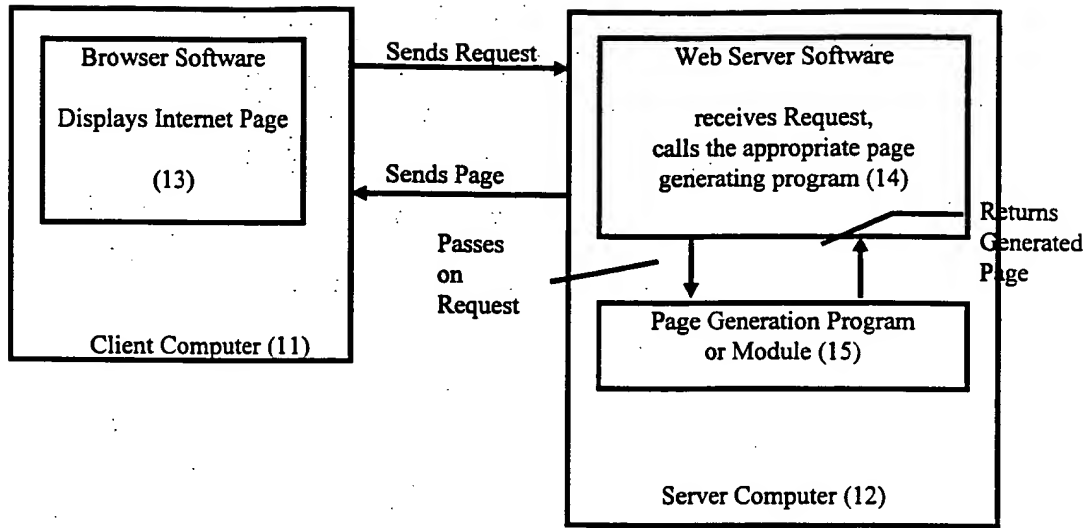 Browser Software
Displays Internet Page
(13)
Client Computer (11)
Sends Request
Sends Page
Passes
on
Request
Web Server Software
receives Request,
calls the appropriate page
generating program (14)
Returns
Generated
Page
Page Generation Program
or Module (15)
Server Computer (12)